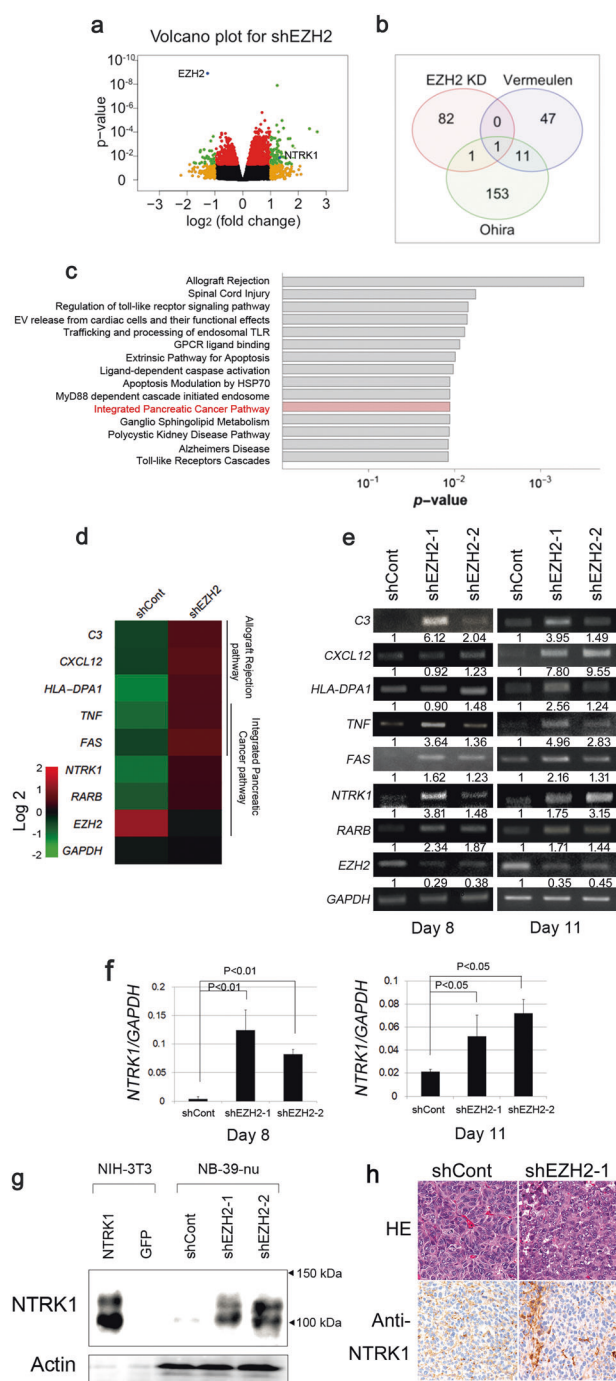 a
Volcano plot for shEZH2
p-value
10-10
10-8
10-6
10-4
10-2
0
EZH2
NTRK1
−3 −2 −1 0 1 2 3
log2 (fold change)
b
EZH2 KD
Vermeulen
82
0
47
1
1
11
153
Ohira
c
Allograft Rejection
Spinal Cord Injury
Regulation of toll-like recptor signaling pathway
EV release from cardiac cells and their functional effects
Trafficking and processing of endosomal TLR
GPCR ligand binding
Extrinsic Pathway for Apoptosis
Ligand-dependent caspase activation
Apoptosis Modulation by HSP70
MyD88 dependent cascade initiated endosome
Integrated Pancreatic Cancer Pathway
Ganglio Sphingolipid Metabolism
Polycystic Kidney Disease Pathway
Alzheimers Disease
Toll-like Receptors Cascades
10-1 10-2 10-3
p-value
d
shCont shEZH2
C3
CXCL12
HLA−DPA1
TNF
FAS
NTRK1
RARB
EZH2
GAPDH
Allograft Rejection
pathway
Integrated Pancreatic
Cancer pathway
Log 2
2
1
0
-1
-2
e
shCont shEZH2-1 shEZH2-2 shCont shEZH2-1 shEZH2-2
C3
1 6.12 2.04 1 3.95 1.49
CXCL12
1 0.92 1.23 1 7.80 9.55
HLA-DPA1
1 0.90 1.48 1 2.56 1.24
TNF
1 3.64 1.36 1 4.96 2.83
FAS
1 1.62 1.23 1 2.16 1.31
NTRK1
1 3.81 1.48 1 1.75 3.15
RARB
1 2.34 1.87 1 1.71 1.44
EZH2
1 0.29 0.38 1 0.35 0.45
GAPDH
Day 8 Day 11
f
NTRK1/GAPDH
0.2
0.15
0.1
0.05
0
P<0.01
P<0.01
shCont shEZH2-1 shEZH2-2
Day 8
NTRK1/GAPDH
0.1
0.08
0.06
0.04
0.02
0
P<0.05
P<0.05
shCont shEZH2-1 shEZH2-2
Day 11
g
NIH-3T3 NB-39-nu
NTRK1 GFP shCont shEZH2-1 shEZH2-2
150 kDa
NTRK1
100 kDa
Actin
h
shCont shEZH2-1
HE
Anti-
NTRK1